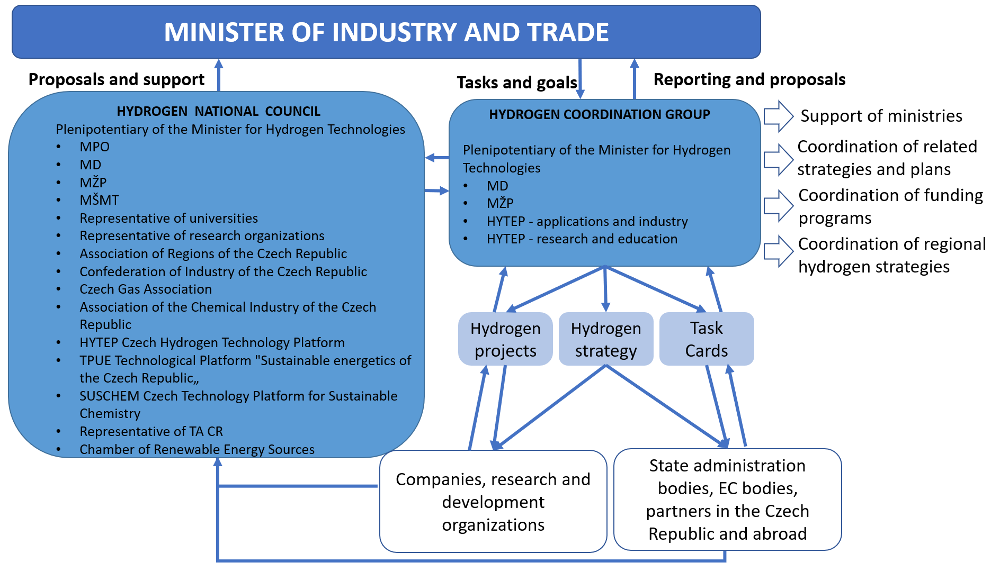 MINISTER OF INDUSTRY AND TRADE
Proposals and support
Tasks and goals
Reporting and proposals
HYDROGEN NATIONAL COUNCIL
Plenipotentiary of the Minister for Hydrogen Technologies
• MPO
• MD
• MŽP
• MŠMT
• Representative of universities
• Representative of research organizations
• Association of Regions of the Czech Republic
• Confederation of Industry of the Czech Republic
• Czech Gas Association
• Association of the Chemical Industry of the Czech
Republic
• HYTEP Czech Hydrogen Technology Platform
• TPUE Technological Platform "Sustainable energetics of
the Czech Republic„
• SUSCHEM Czech Technology Platform for Sustainable
Chemistry
• Representative of TA CR
• Chamber of Renewable Energy Sources
HYDROGEN COORDINATION GROUP
Plenipotentiary of the Minister for Hydrogen
Technologies
• MD
• MŽP
• HYTEP - applications and industry
• HYTEP - research and education
Support of ministries
Coordination of related
strategies and plans
Coordination of funding
programs
Coordination of regional
hydrogen strategies
Hydrogen
projects
Hydrogen
strategy
Task
Cards
Companies, research and
development
organizations
State administration
bodies, EC bodies,
partners in the Czech
Republic and abroad